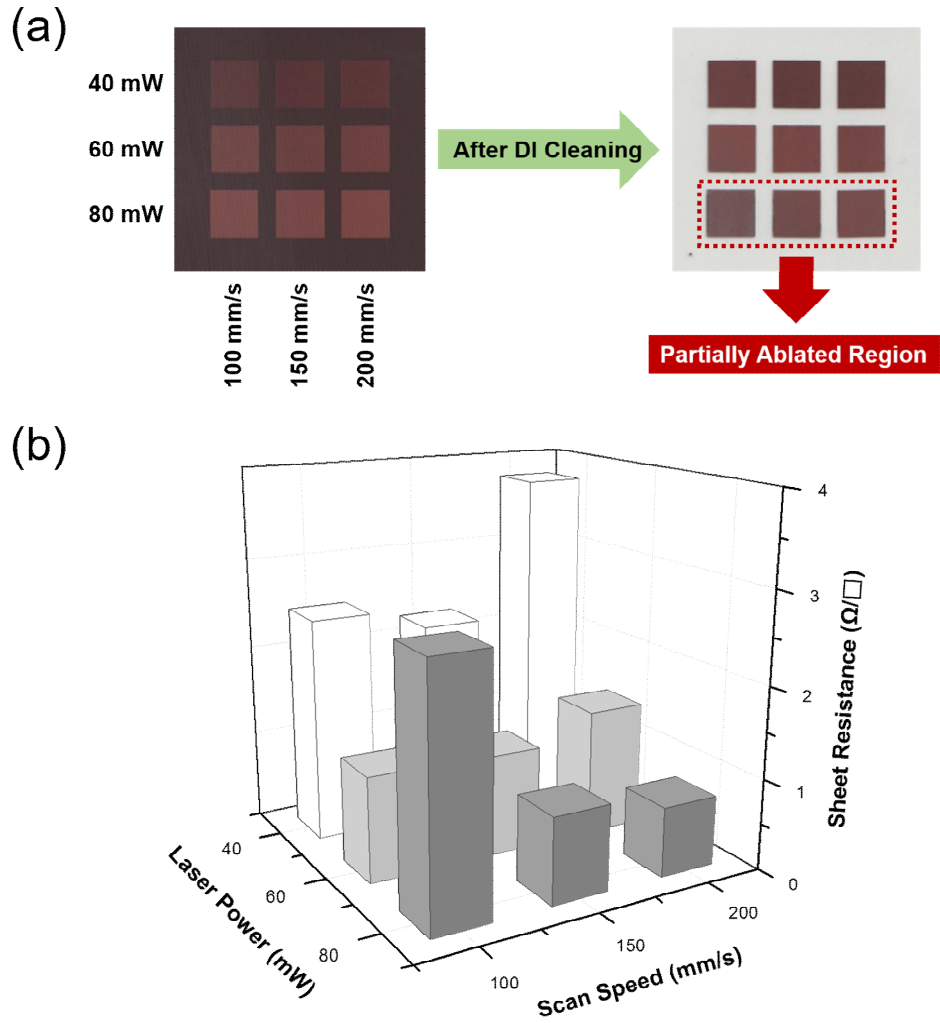 (a)
40 mW
60 mW
80 mW
100 mm/s
150 mm/s
200 mm/s
After DI Cleaning
Partially Ablated Region
(b)
4
3
2
1
0
Sheet Resistance (Ω/□)
40
60
80
Laser Power (mW)
100
150
200
Scan Speed (mm/s)